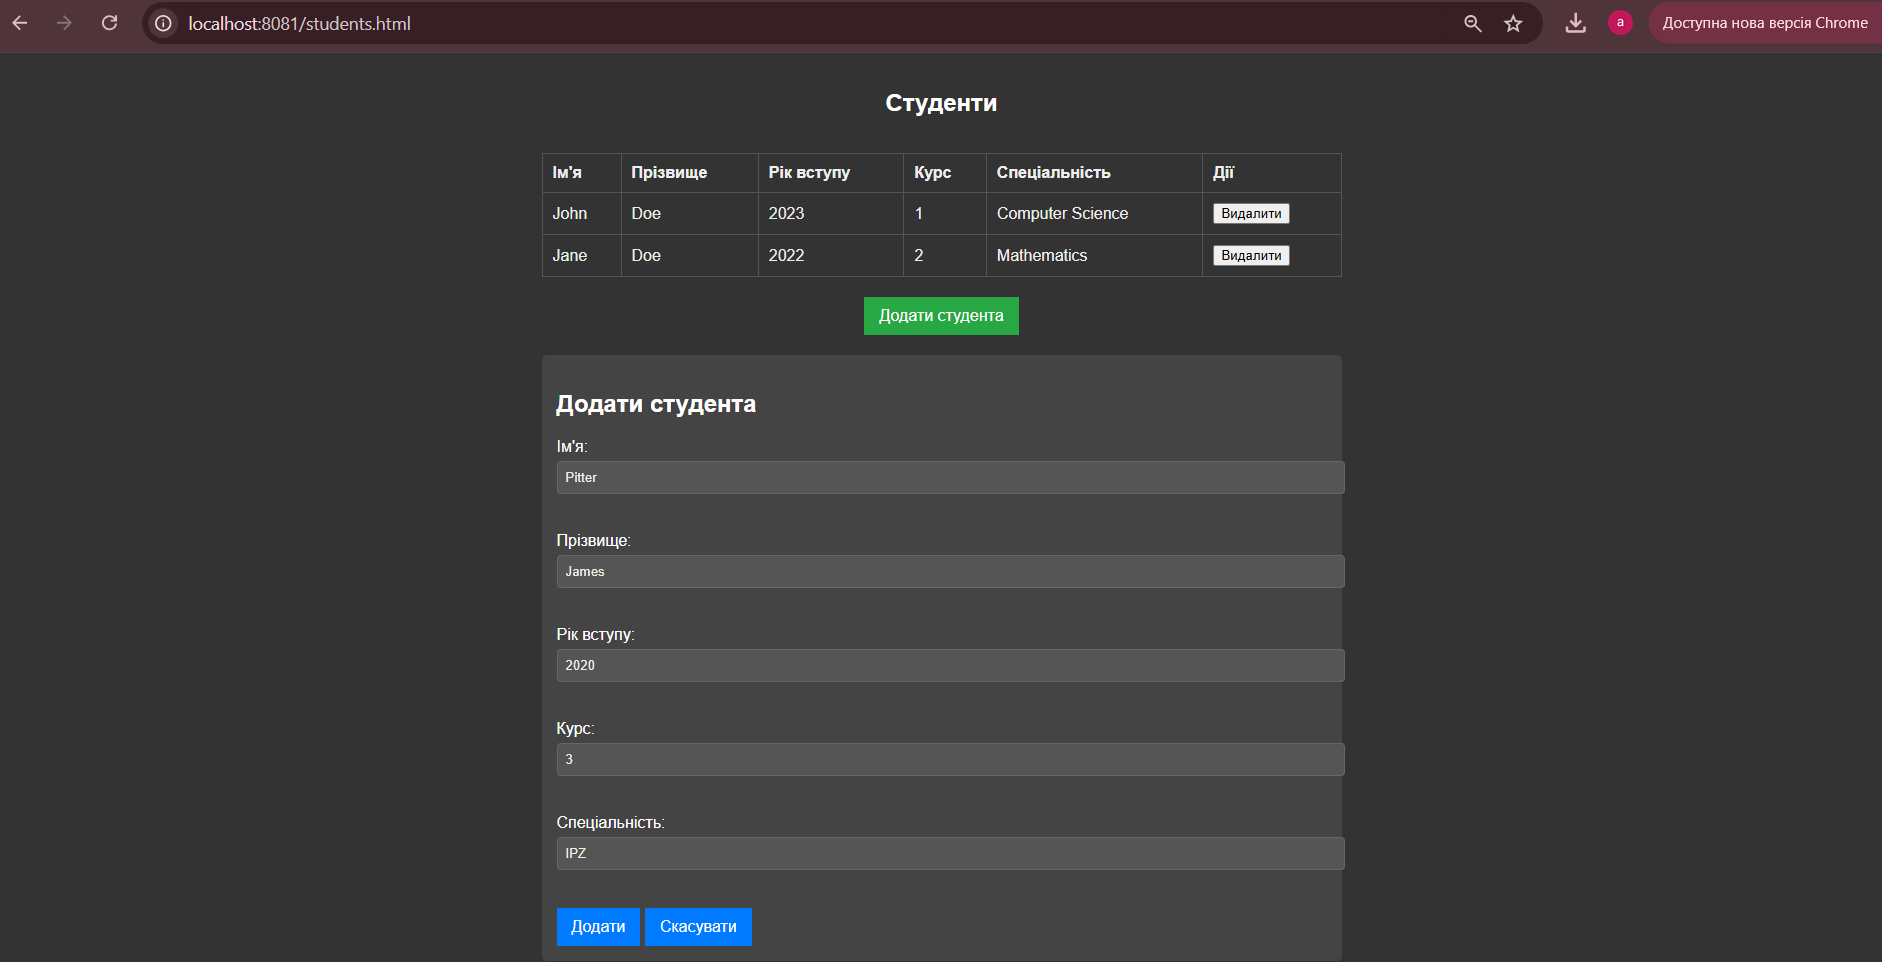 localhost:8081/students.html
a
Доступна нова версія Chrome
Студенти
Ім'я Прізвище Рік вступу Курс Спеціальність Дії
John Doe 2023 1 Computer Science Видалити
Jane Doe 2022 2 Mathematics Видалити
Додати студента
Додати студента
Ім'я:
Pitter
Прізвище:
James
Рік вступу:
2020
Курс:
3
Спеціальність:
IPZ
Додати Скасувати